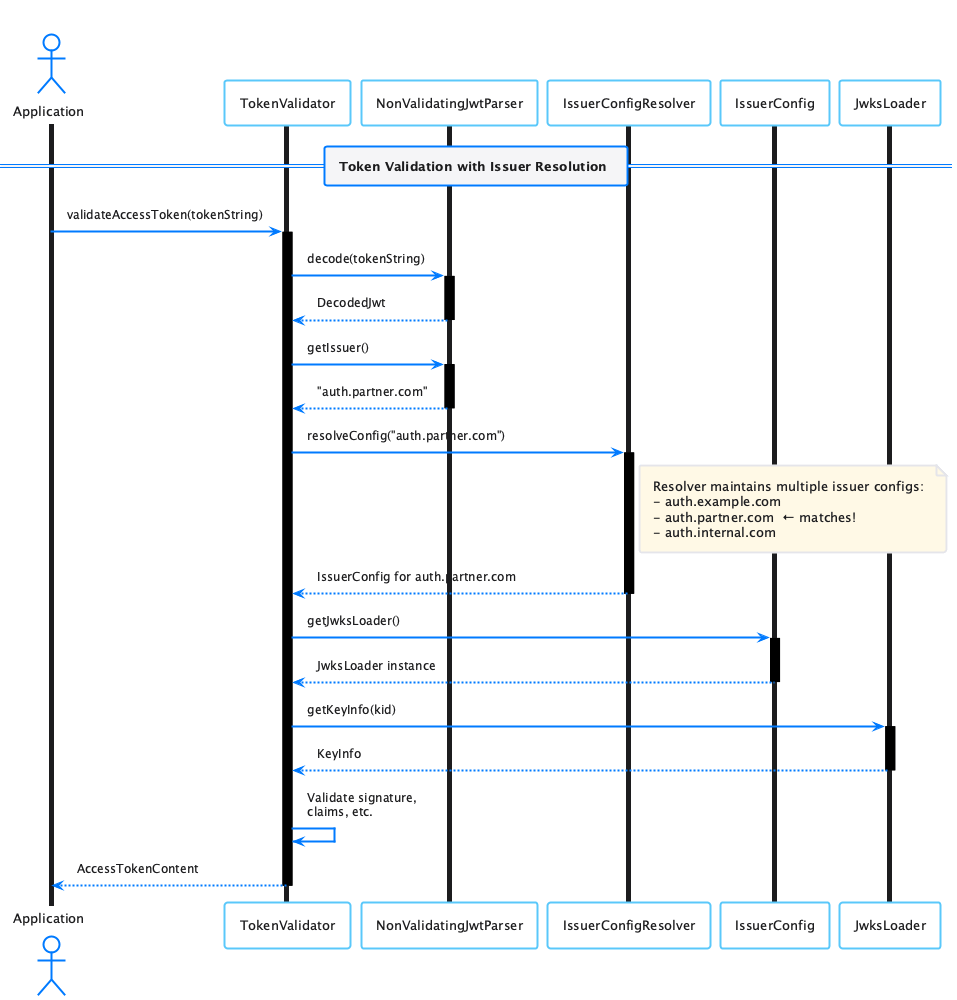 Application
TokenValidator
NonValidatingJwtParser
IssuerConfigResolver
IssuerConfig
JwksLoader
Token Validation with Issuer Resolution
validateAccessToken(tokenString)
decode(tokenString)
DecodedJwt
getIssuer()
"auth.partner.com"
resolveConfig("auth.partner.com")
Resolver maintains multiple issuer configs:
- auth.example.com
- auth.partner.com ← matches!
- auth.internal.com
IssuerConfig for auth.partner.com
getJwksLoader()
JwksLoader instance
getKeyInfo(kid)
KeyInfo
Validate signature,
claims, etc.
AccessTokenContent
Application
TokenValidator
NonValidatingJwtParser
IssuerConfigResolver
IssuerConfig
JwksLoader